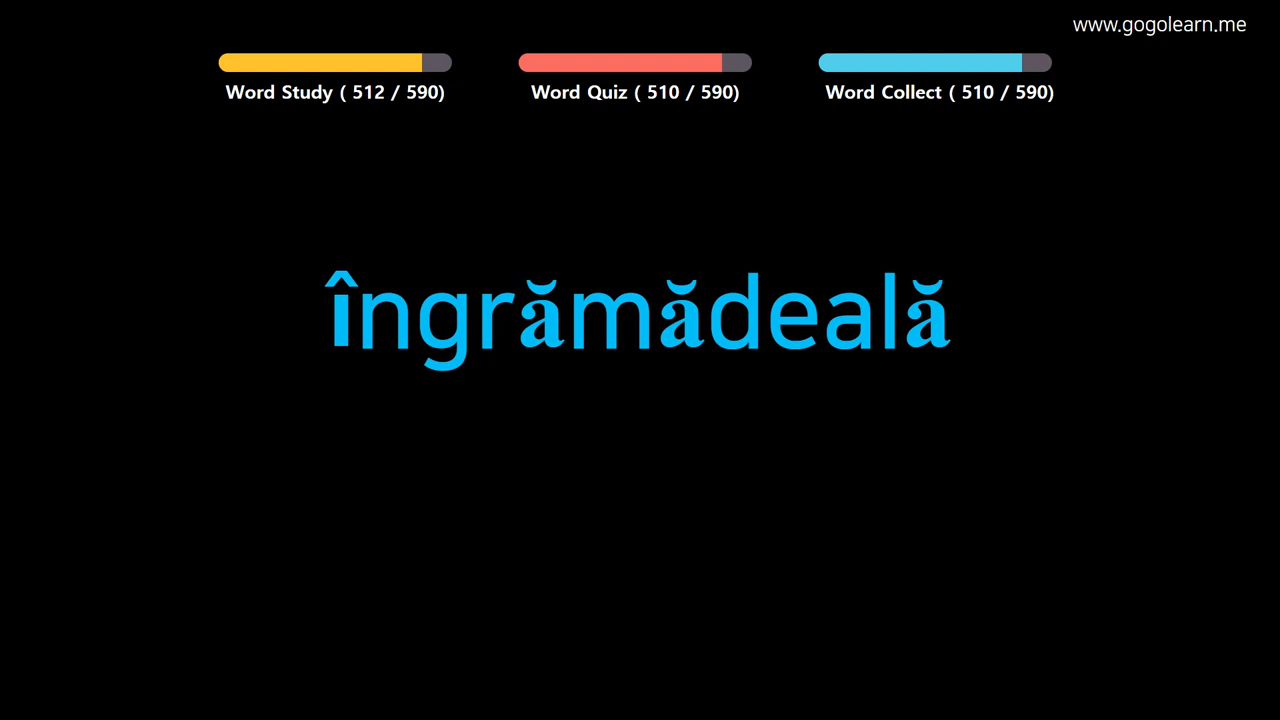 www.gogolearn.me
Word Study ( 512 / 590)
Word Quiz ( 510 / 590)
Word Collect ( 510 / 590)
îngrămădeală